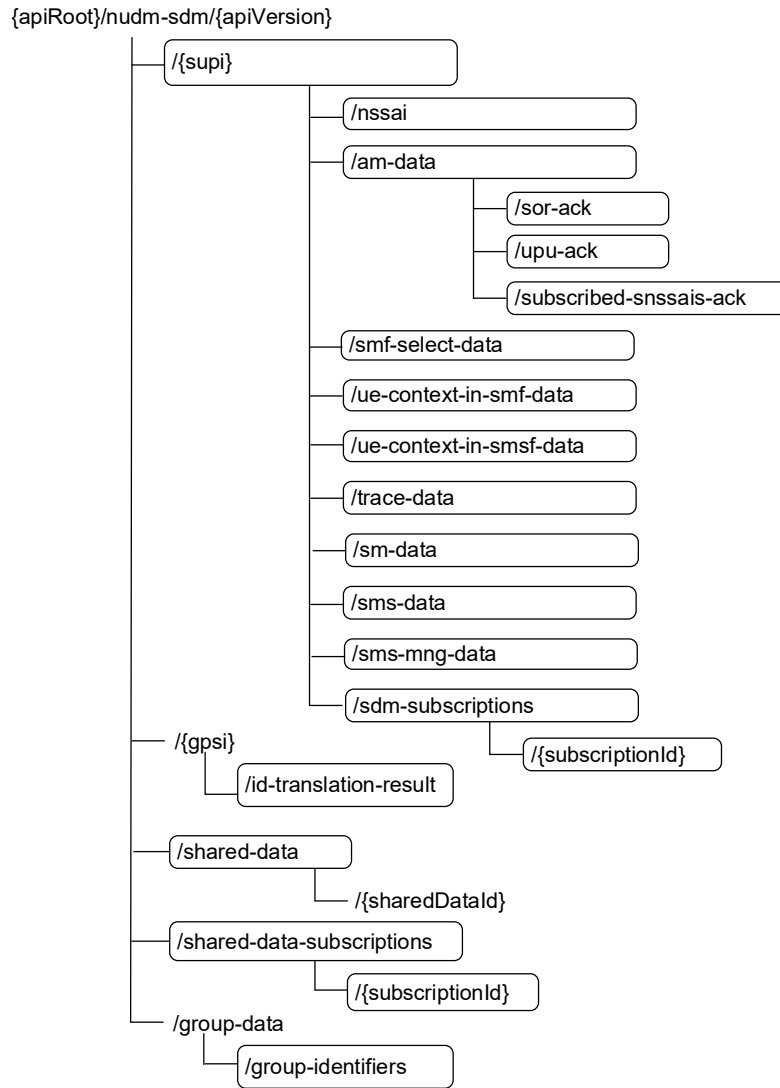 {apiRoot}/nudm-sdm/{apiVersion}
/{supi}
/nssai
/am-data
/sor-ack
/upu-ack
/subscribed-snssais-ack
/smf-select-data
/ue-context-in-smf-data
/ue-context-in-smsf-data
/trace-data
/sm-data
/sms-data
/sms-mng-data
/sdm-subscriptions
/{gpsi}
/{subscriptionId}
/id-translation-result
/shared-data
/{sharedDataId}
/shared-data-subscriptions
/{subscriptionId}
/group-data
/group-identifiers